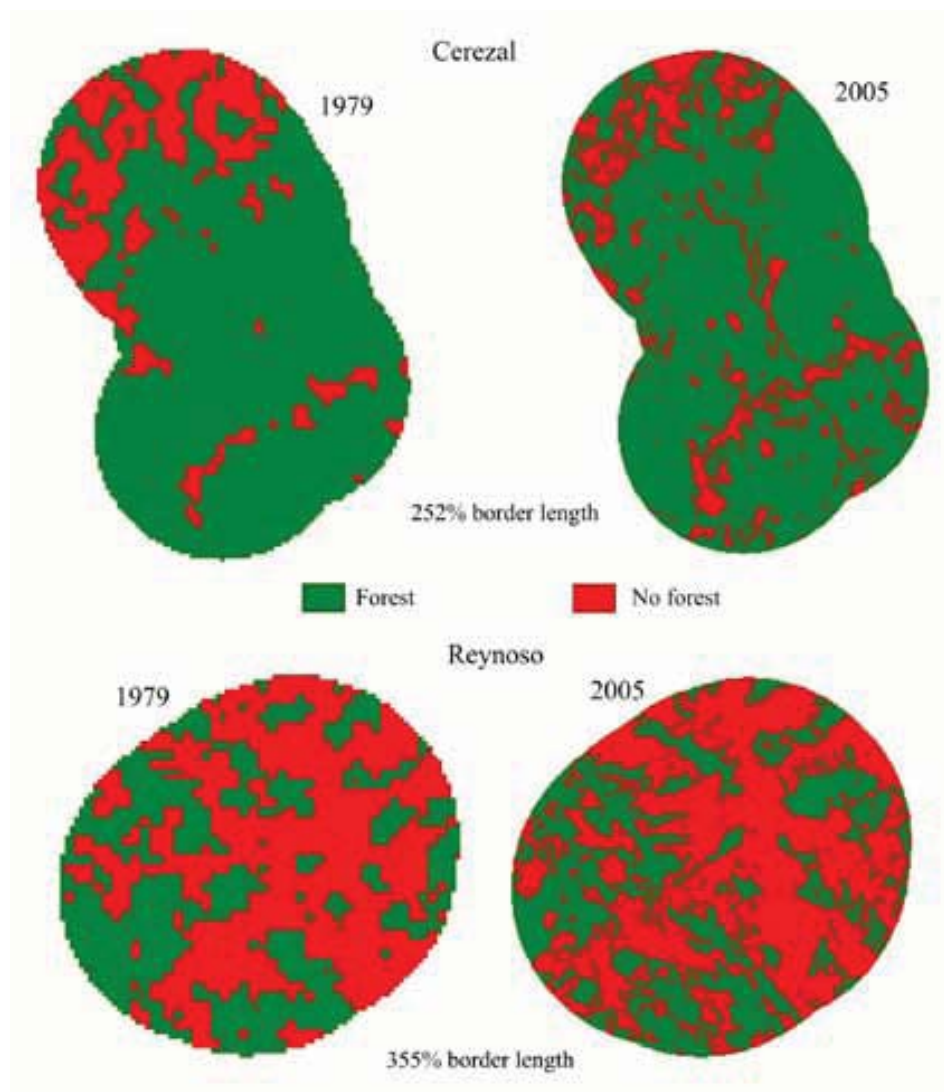 Cerezal
1979
2005
252% border length
Forest
No forest
Reynoso
1979
2005
355% border length